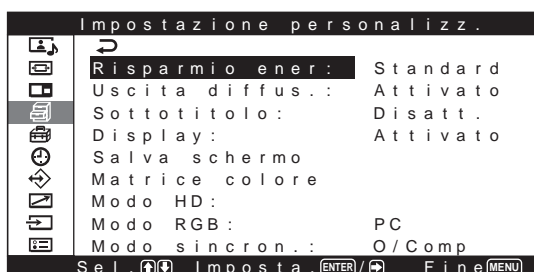 Impostazione personalizz.
Risparmio ener: Standard
Uscita diffus.: Attivato
Sottotitolo: Disatt.
Display: Attivato
Salva schermo
Matrice colore
Modo HD:
Modo RGB: PC
Modo sincron.: O/Comp
Sel. Imposta. ENTER / Fine MENU